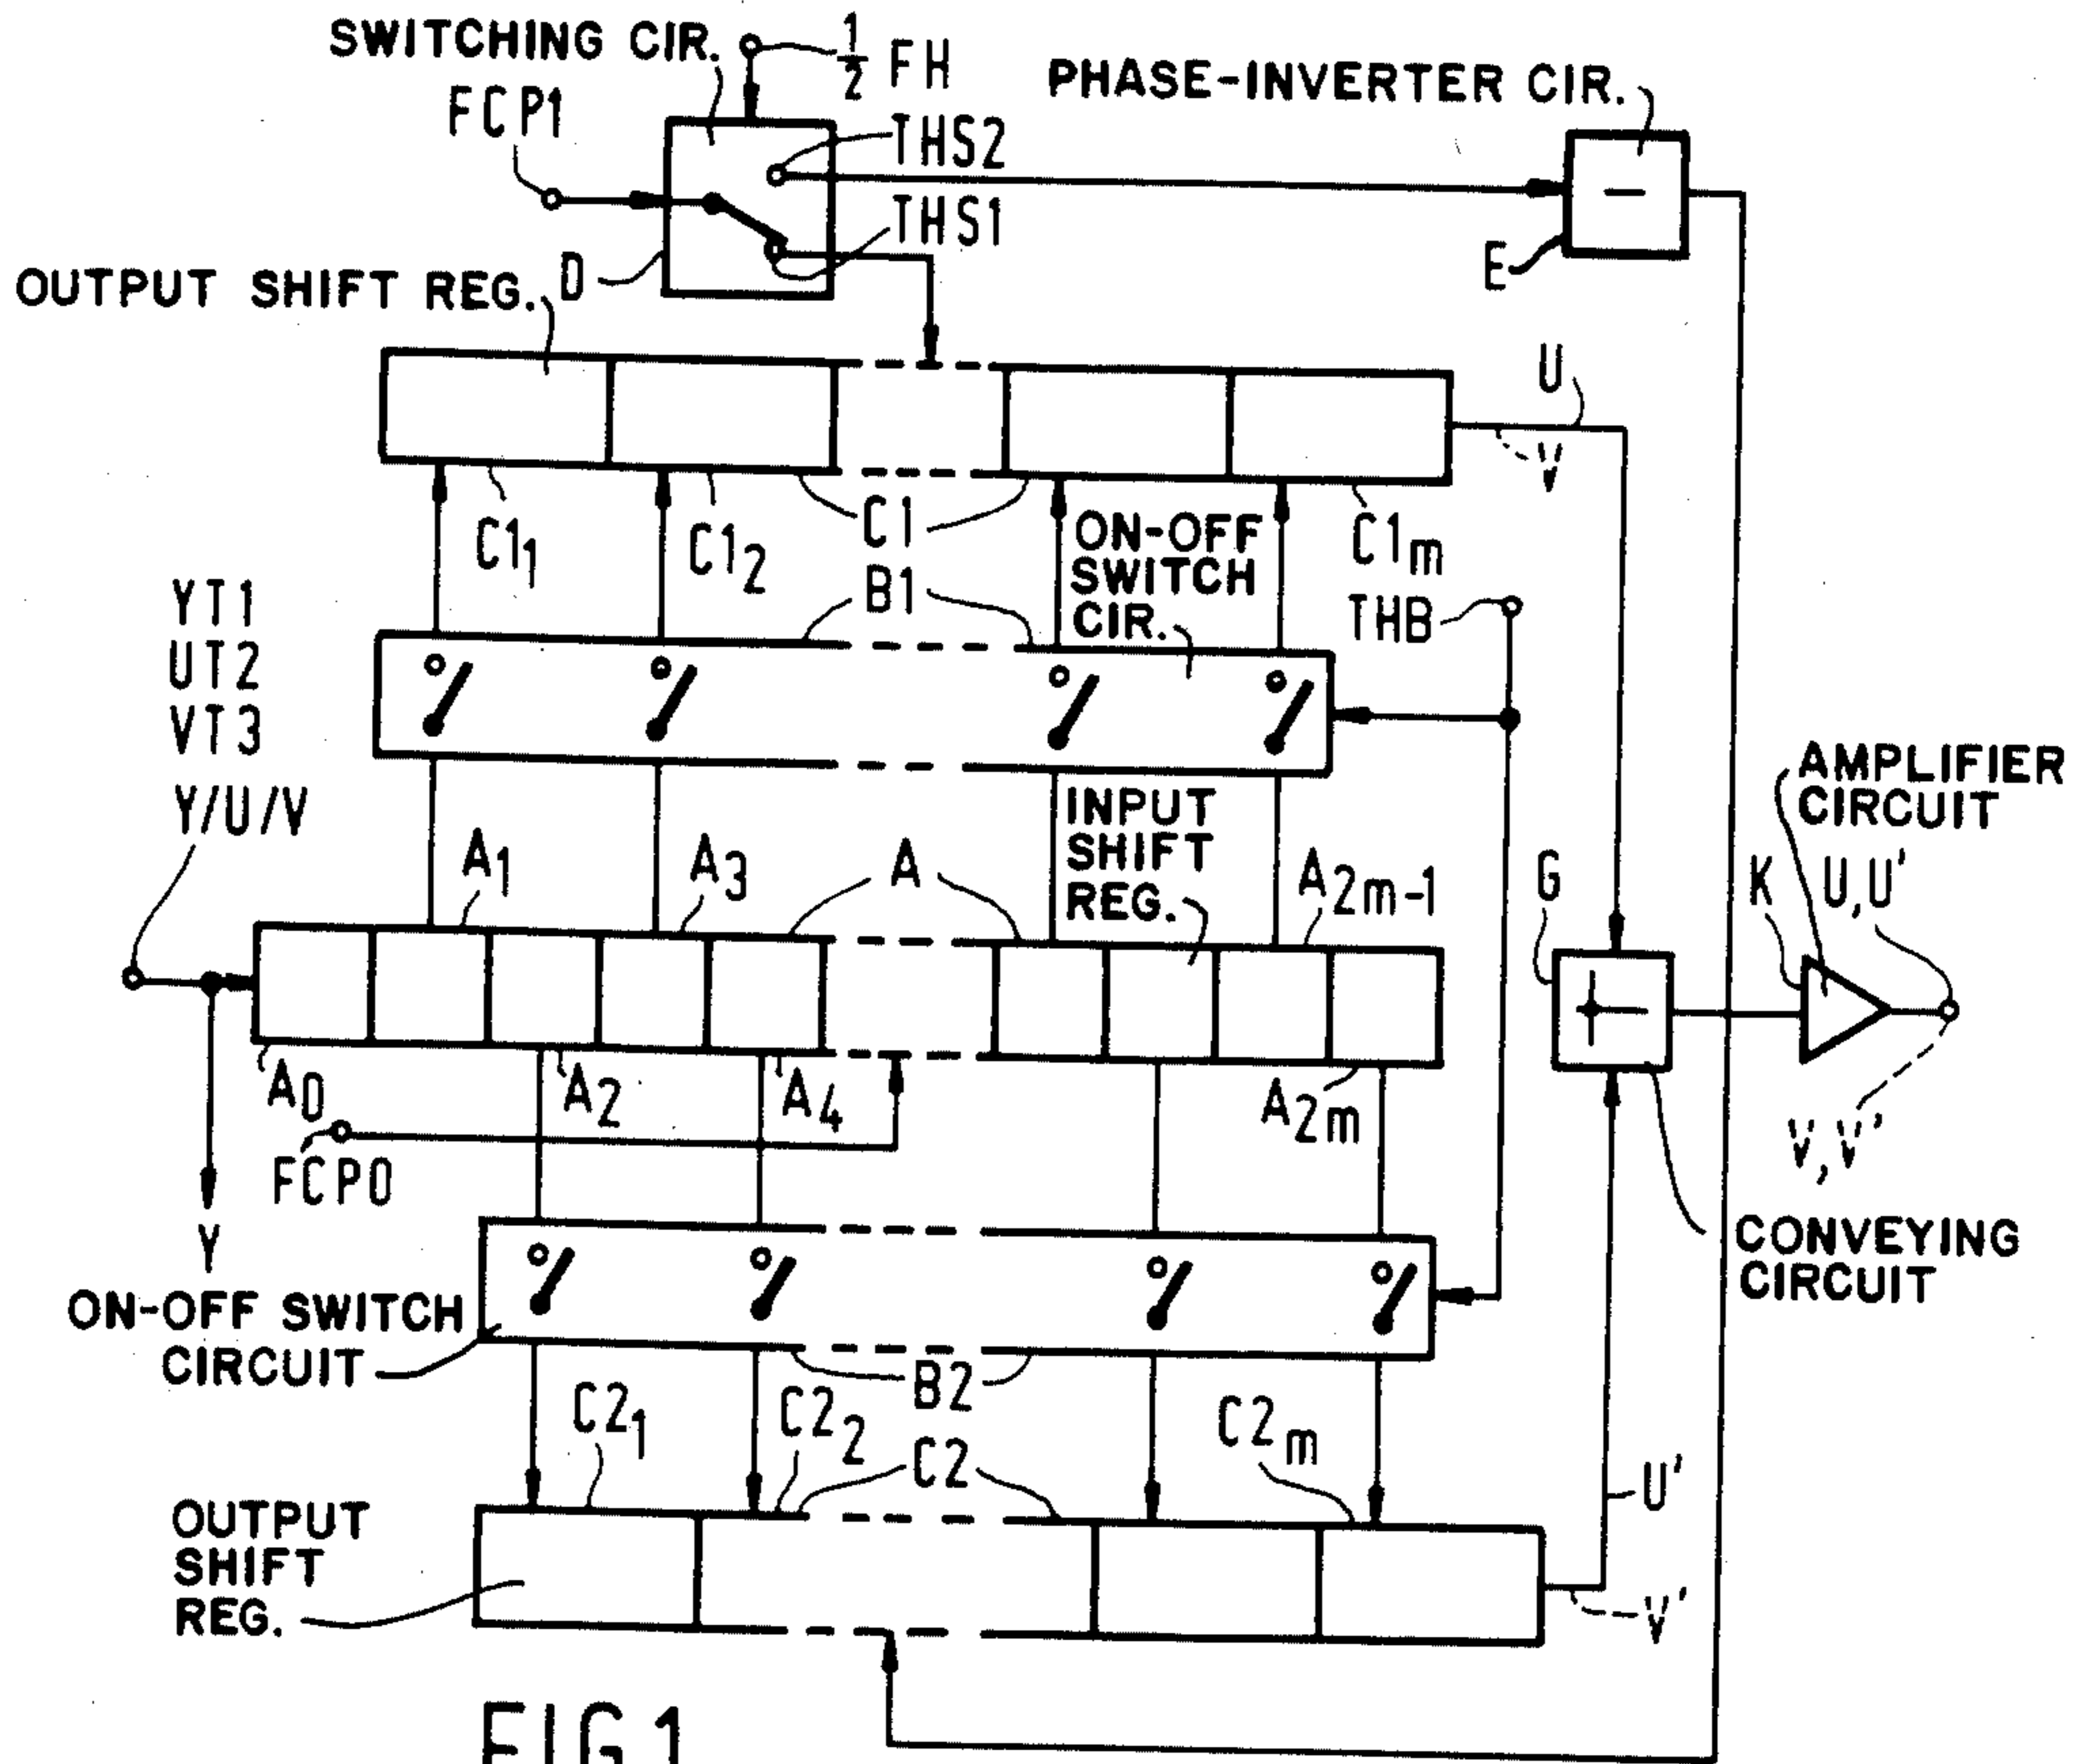 SWITCHING CIR.
1/2 FH
PHASE-INVERTER CIR.
FCP1
THS2
THS1
–
E
OUTPUT SHIFT REG.
D
U
V
C1₁
C1₂
C1
C1m
ON-OFF
SWITCH
CIR.
B1
THB
YT1
UT2
VT3
Y/U/V
AMPLIFIER
CIRCUIT
INPUT
SHIFT
REG.
A₁
A₃
A
A₂m-1
G
K
U,U'
+
A₀
A₂
A₄
A₂m
V,V'
FCP0
Y
CONVEYING
CIRCUIT
ON-OFF SWITCH
CIRCUIT
B2
C2₁
C2₂
C2
C2m
U'
V'
OUTPUT
SHIFT
REG.
FIG.1